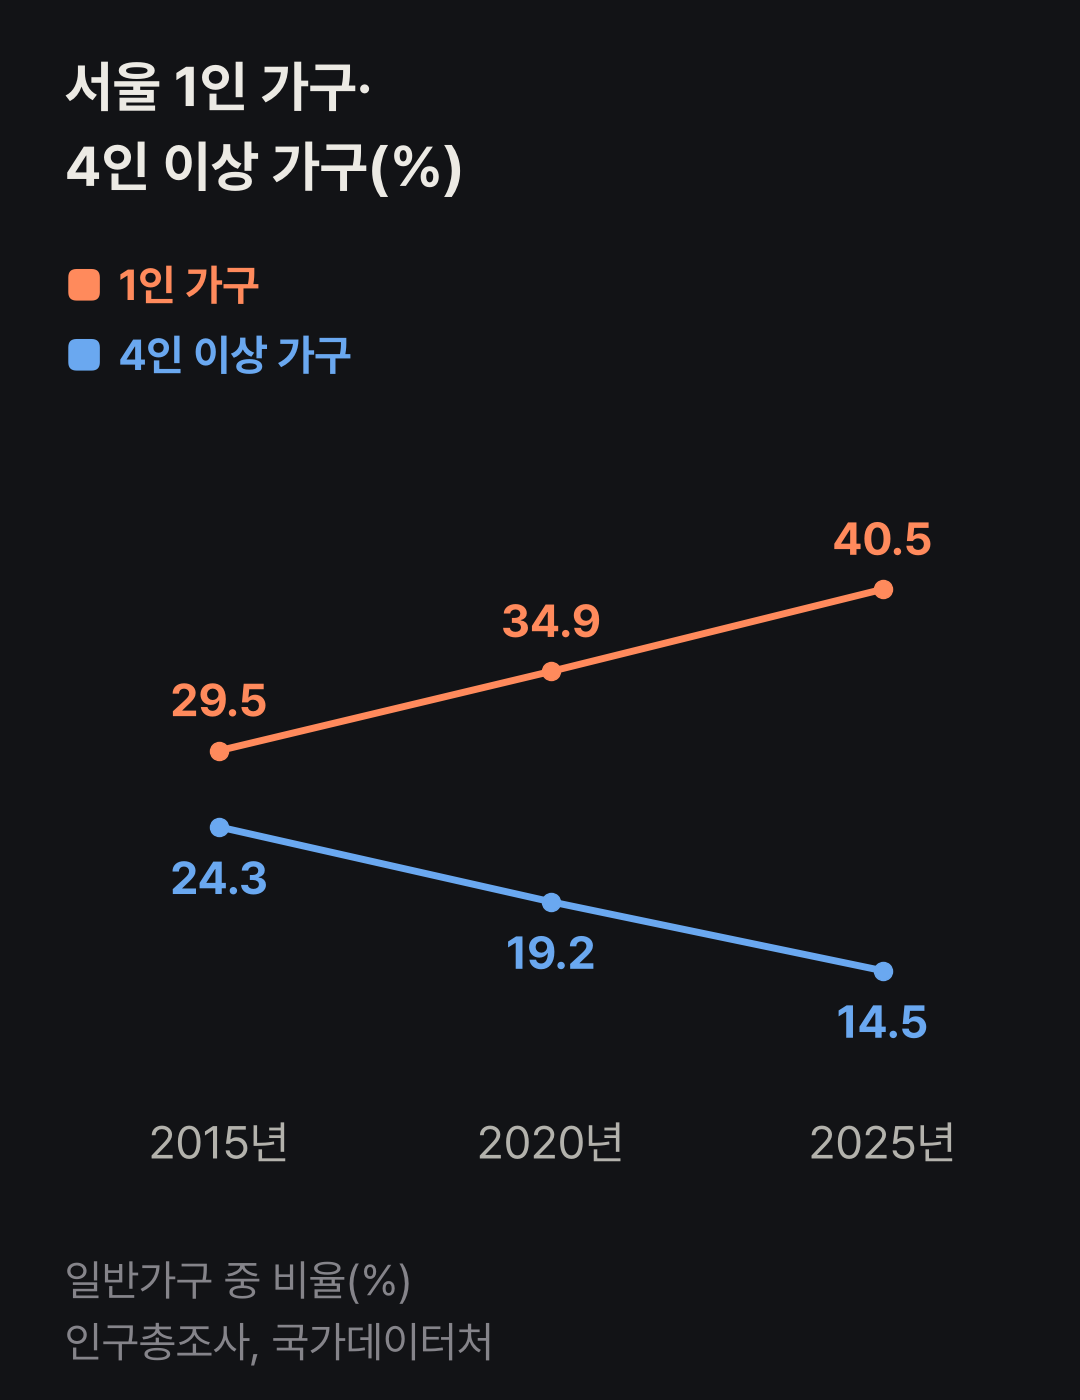 서울 1인 가구·
4인 이상 가구(%)
1인 가구
4인 이상 가구
40.5
34.9
29.5
24.3
19.2
14.5
2015년 2020년 2025년
일반가구 중 비율(%)
인구총조사, 국가데이터처